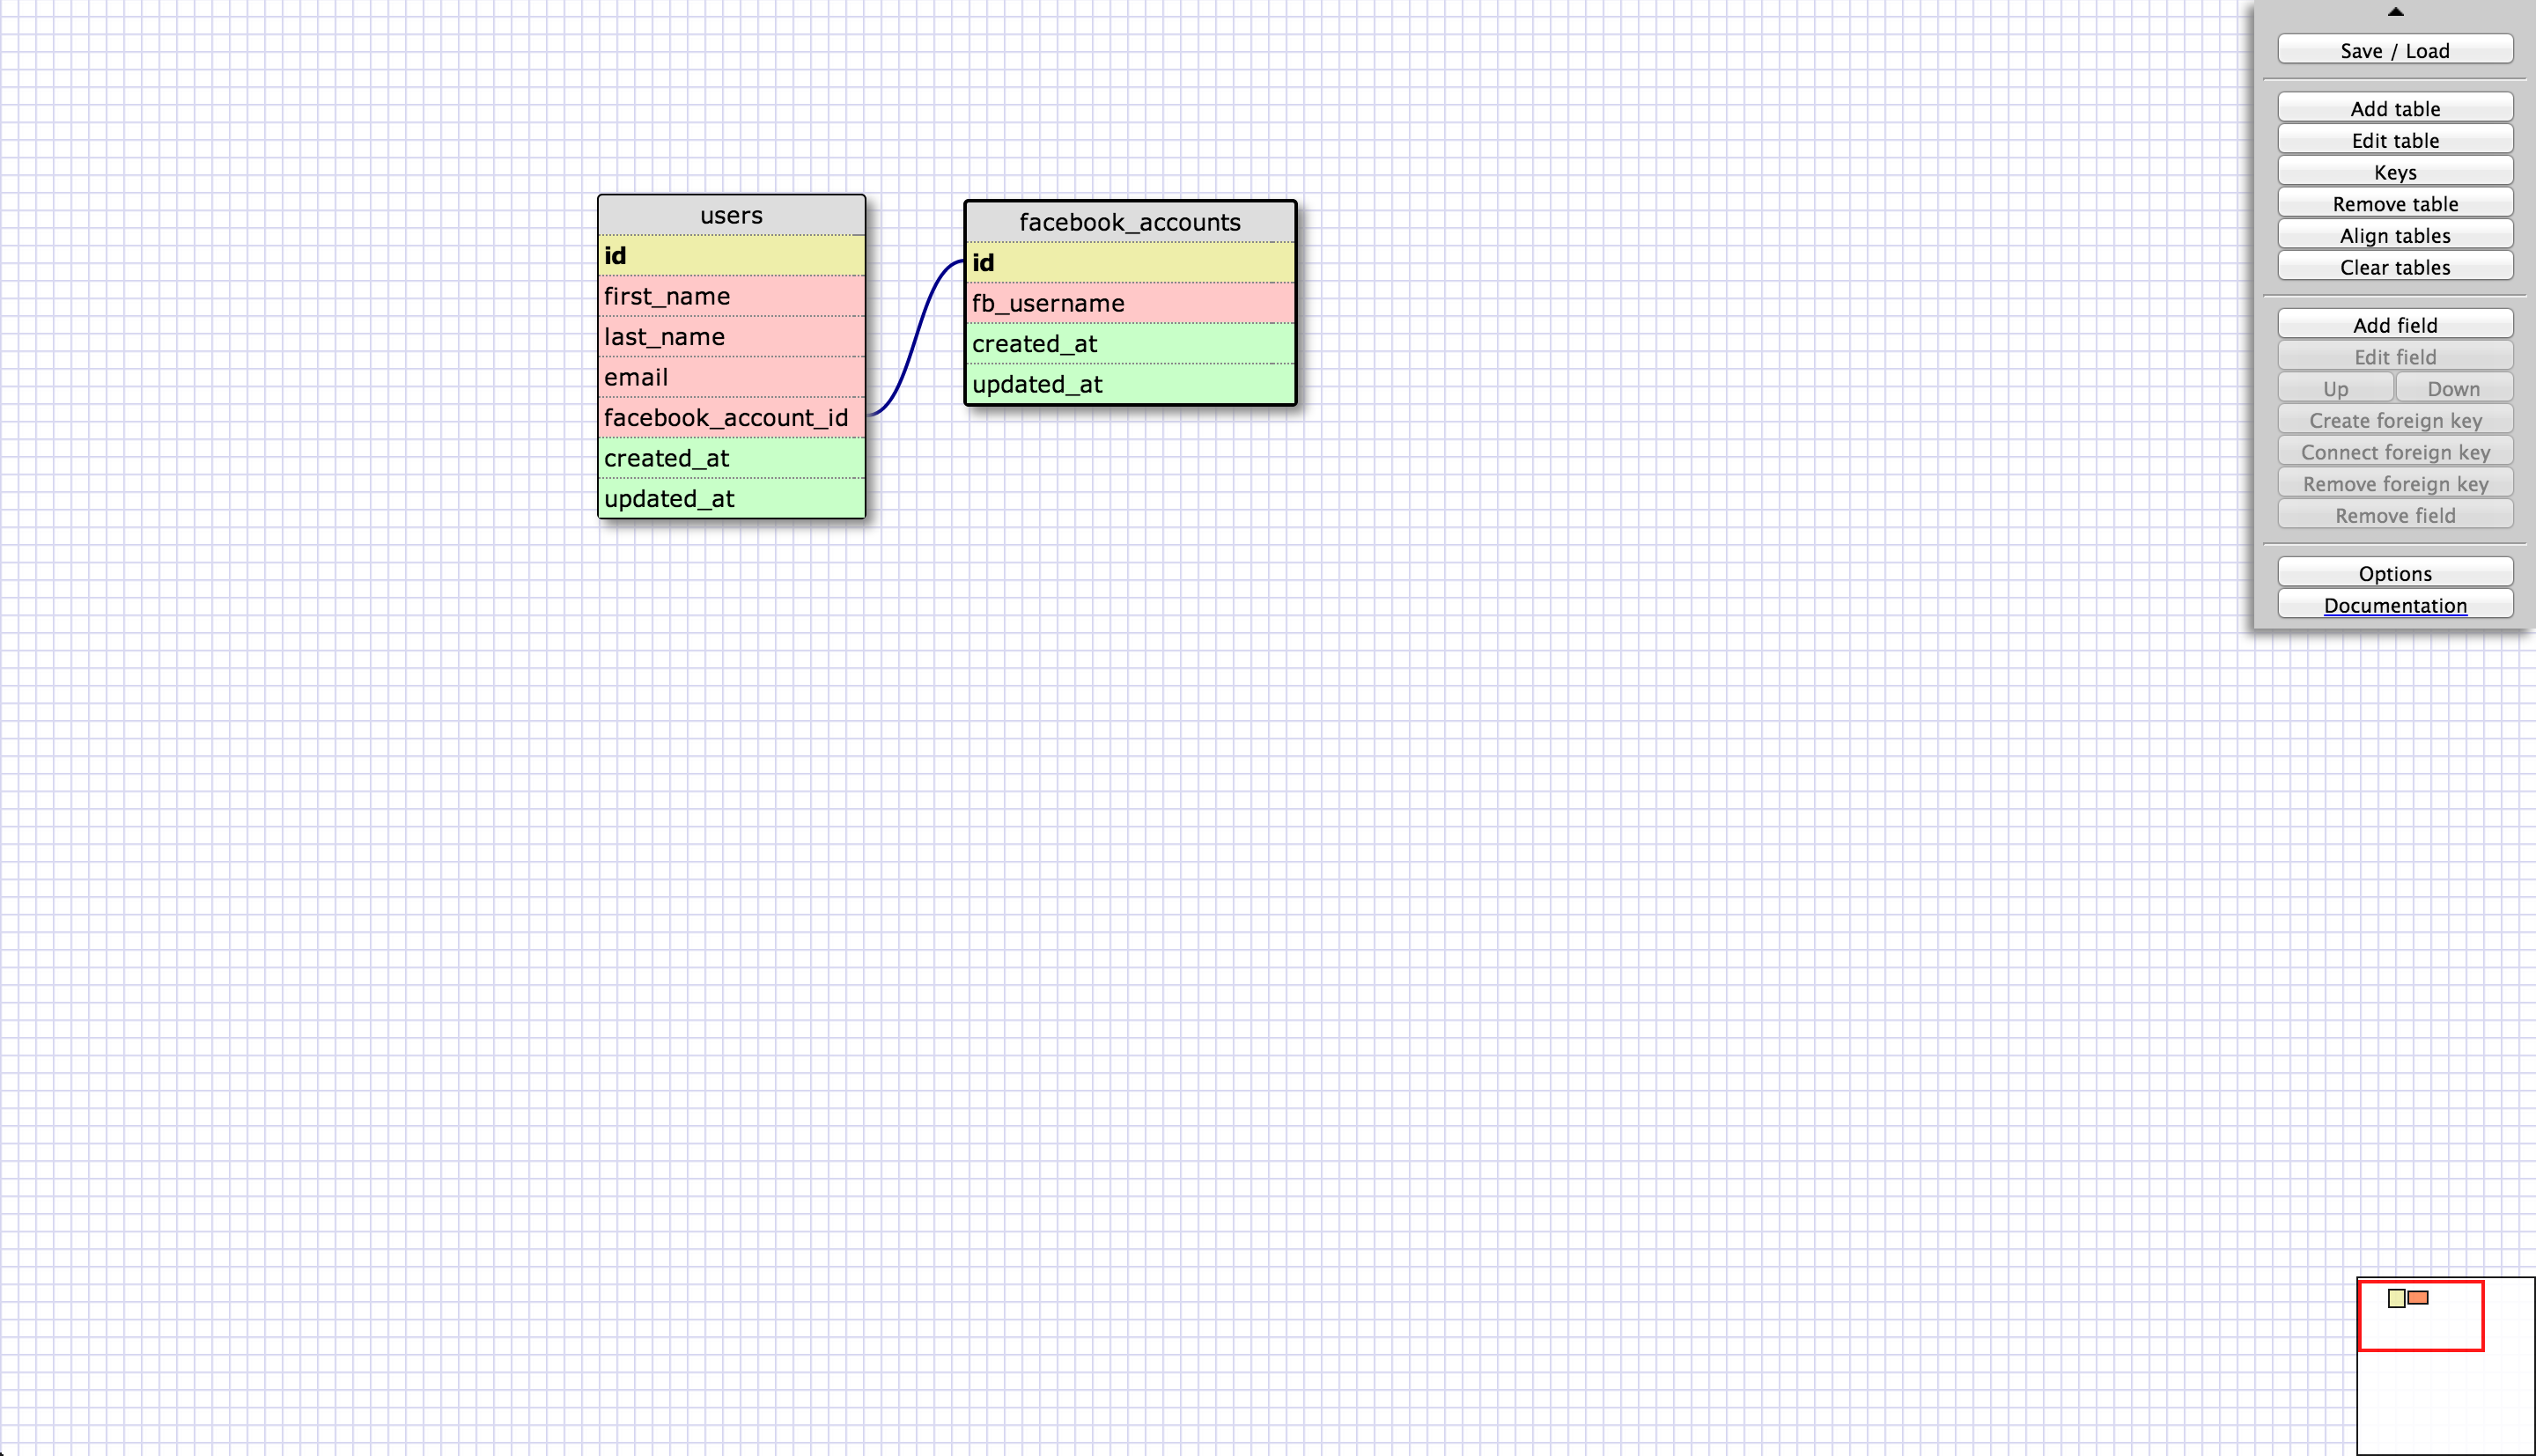 users
id
first_name
last_name
email
facebook_account_id
created_at
updated_at
facebook_accounts
id
fb_username
created_at
updated_at
Save / Load
Add table
Edit table
Keys
Remove table
Align tables
Clear tables
Add field
Edit field
Up Down
Create foreign key
Connect foreign key
Remove foreign key
Remove field
Options
Documentation